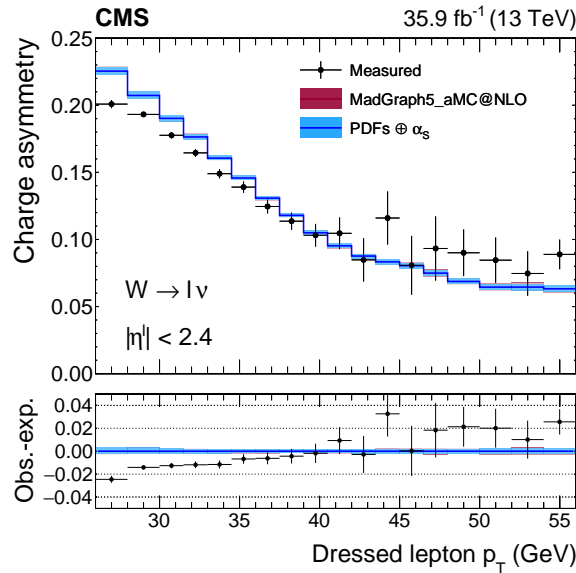 CMS 35.9 fb⁻¹ (13 TeV)
0.25
0.20
0.15
0.10
0.05
0.00
Charge asymmetry
Measured
MadGraph5_aMC@NLO
PDFs ⊕ αS
W → l ν
|ηˡ| < 2.4
0.04
0.02
0.00
−0.02
−0.04
Obs.-exp.
30 35 40 45 50 55
Dressed lepton pT (GeV)